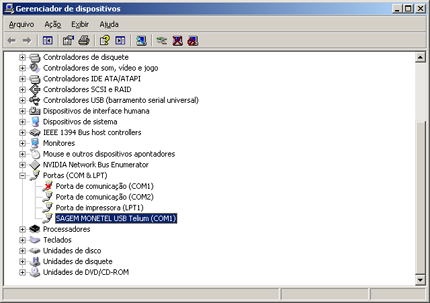 Gerenciador de dispositivos
Arquivo Ação Exibir Ajuda
Controladores de disquete
Controladores de som, vídeo e jogo
Controladores IDE ATA/ATAPI
Controladores SCSI e RAID
Controladores USB (barramento serial universal)
Dispositivos de interface humana
Dispositivos de sistema
IEEE 1394 Bus host controllers
Monitores
Mouse e outros dispositivos apontadores
NVIDIA Network Bus Enumerator
Portas (COM & LPT)
Porta de comunicação (COM1)
Porta de comunicação (COM2)
Porta de impressora (LPT1)
SAGEM MONETEL USB Telium (COM1)
Processadores
Teclados
Unidades de disco
Unidades de disquete
Unidades de DVD/CD-ROM